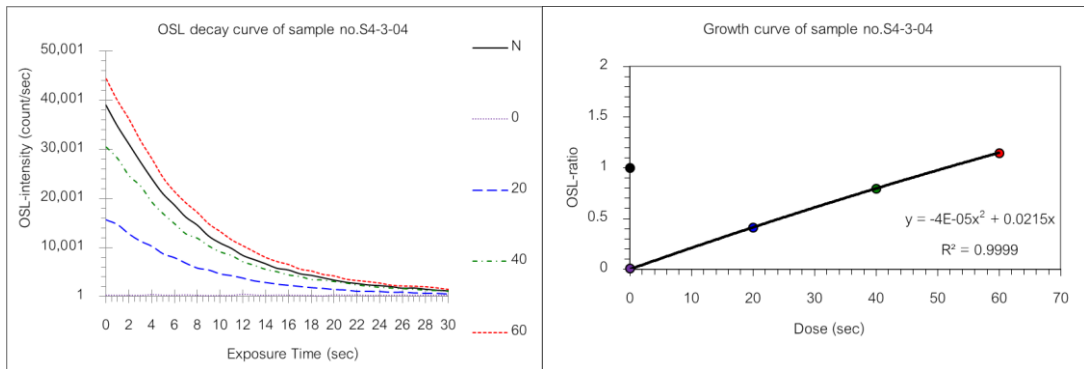 OSL decay curve of sample no.S4-3-04
OSL-intensity (count/sec)
50,001
40,001
30,001
20,001
10,001
1
0 2 4 6 8 10 12 14 16 18 20 22 24 26 28 30
Exposure Time (sec)
N
0
20
40
60
Growth curve of sample no.S4-3-04
OSL-ratio
2
1.5
1
0.5
0
y = -4E-05x² + 0.0215x
R² = 0.9999
0 10 20 30 40 50 60 70
Dose (sec)